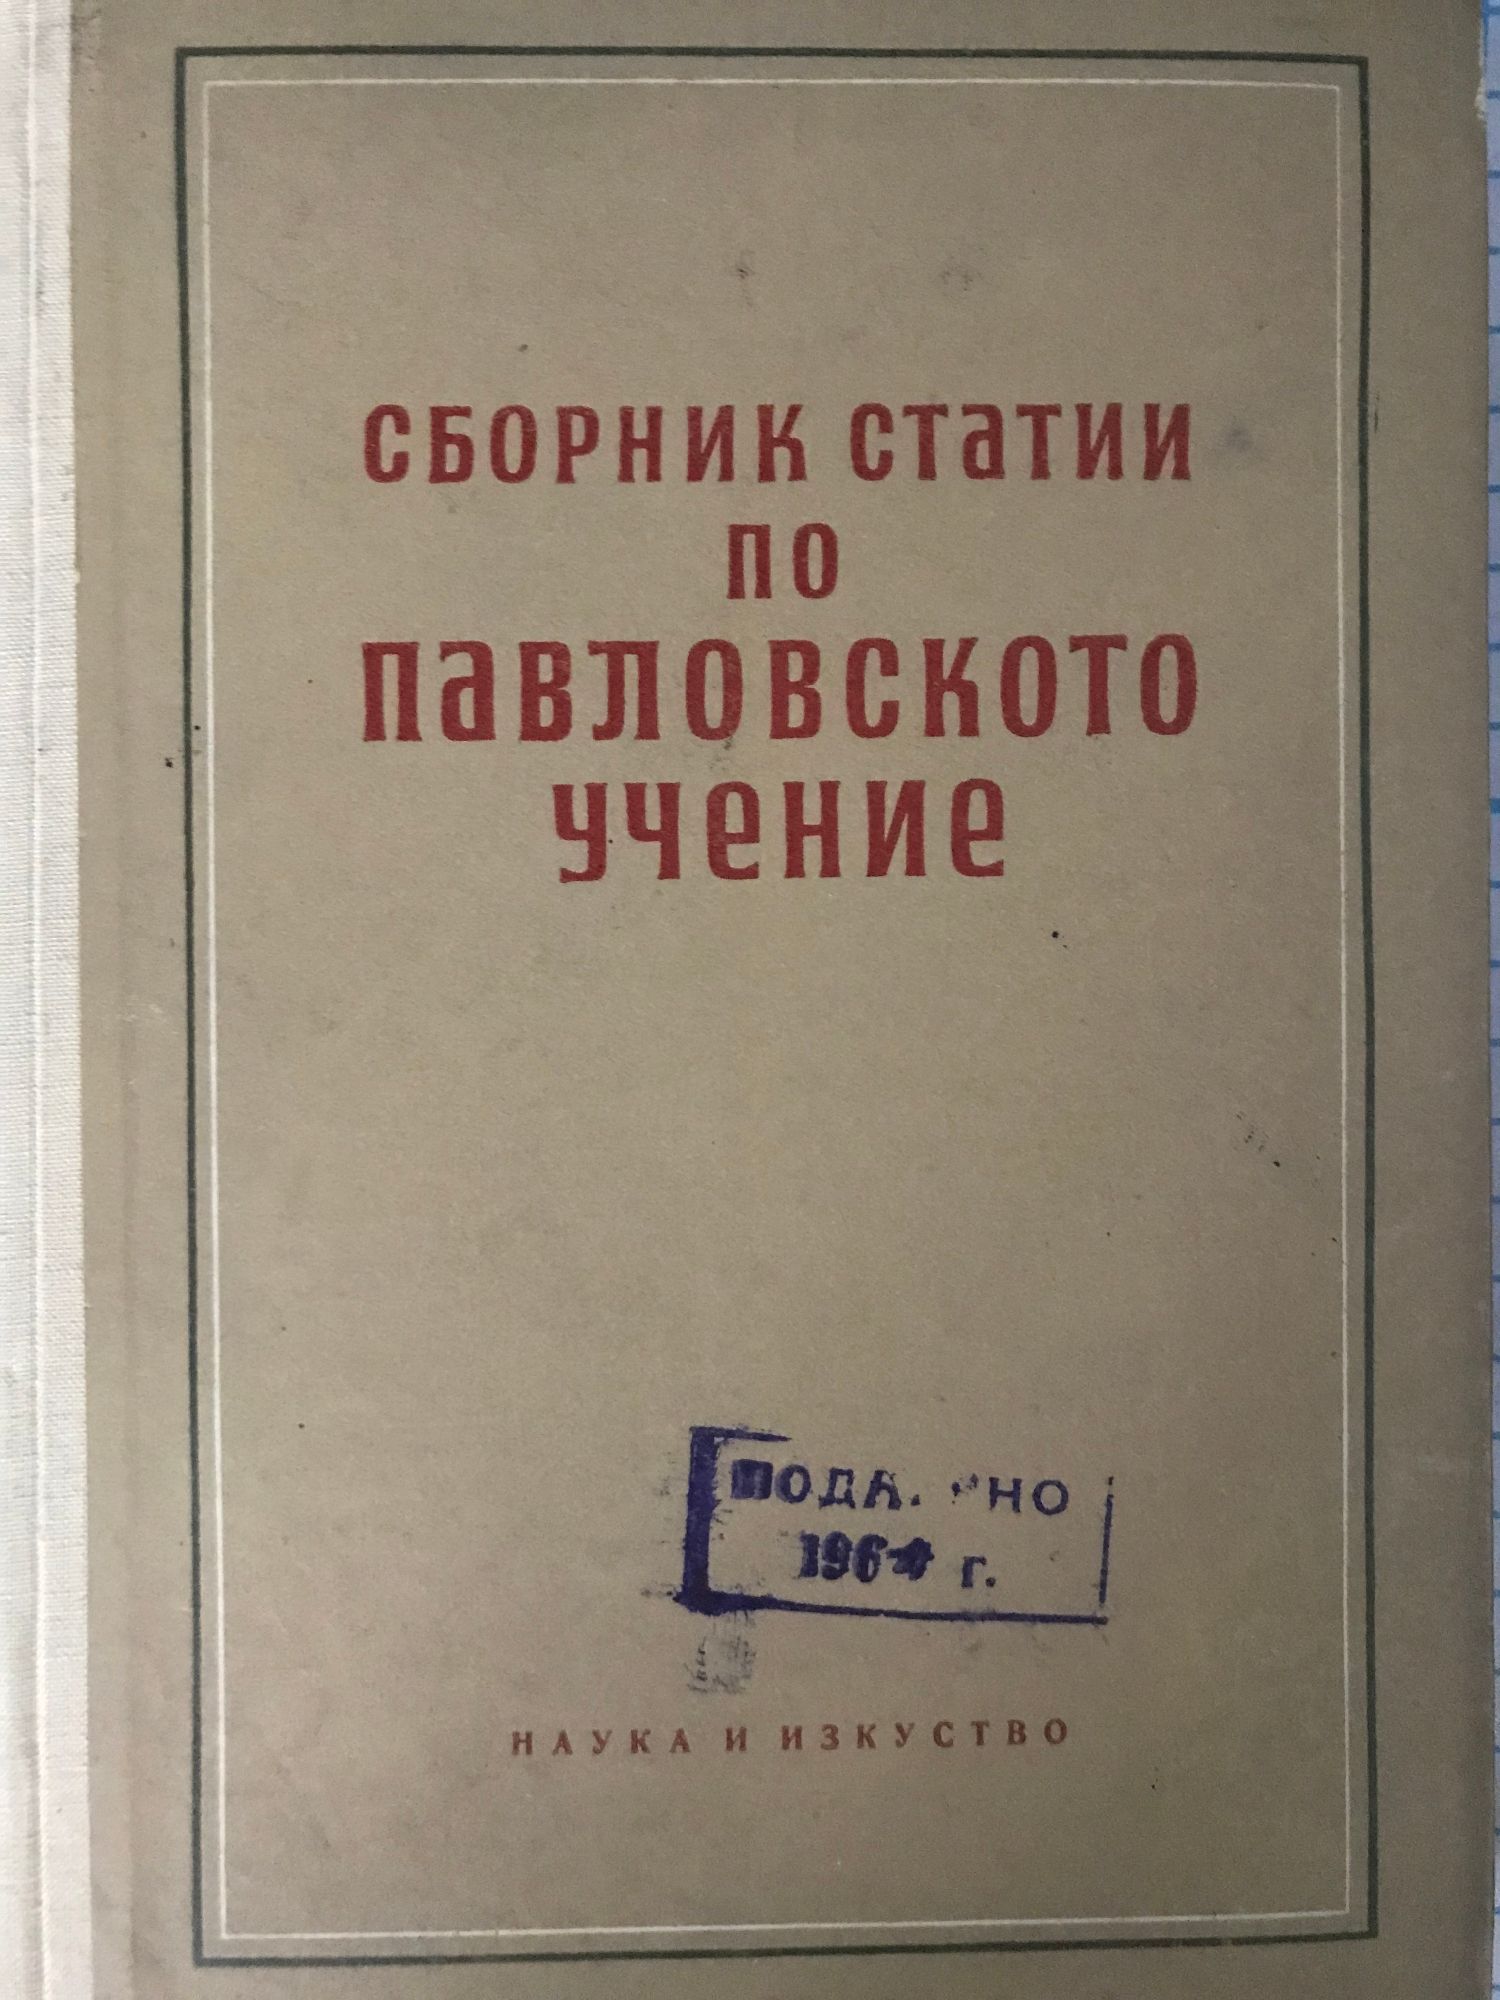 СБОРНИК СТАТИИ
ПО
ПАВЛОВСКОТО
УЧЕНИЕ
г.
НАУКА И ИЗКУСТВО